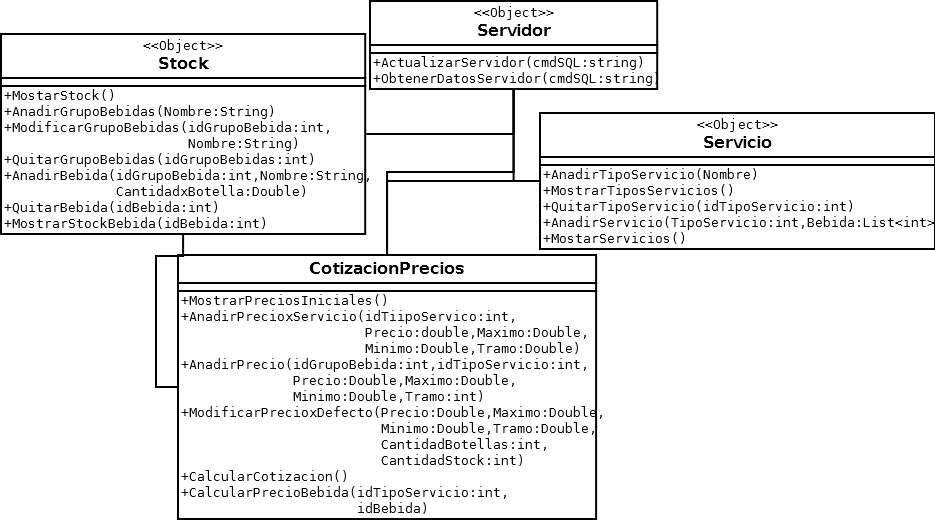 <<Object>>
Servidor
+ActualizarServidor(cmdSQL:string)
+ObtenerDatosServidor(cmdSQL:string)
<<Object>>
Stock
+MostarStock()
+AnadirGrupoBebidas(Nombre:String)
+ModificarGrupoBebidas(idGrupoBebida:int,
Nombre:String)
+QuitarGrupoBebidas(idGrupoBebidas:int)
+AnadirBebida(idGrupoBebida:int,Nombre:String,
CantidadxBotella:Double)
+QuitarBebida(idBebida:int)
+MostrarStockBebida(idBebida:int)
<<Object>>
Servicio
+AnadirTipoServicio(Nombre)
+MostrarTiposServicios()
+QuitarTipoServicio(idTipoServicio:int)
+AnadirServicio(TipoServicio:int,Bebida:List<int>
+MostarServicios()
CotizacionPrecios
+MostrarPreciosIniciales()
+AnadirPrecioxServicio(idTiipoServico:int,
Precio:double,Maximo:Double,
Minimo:Double,Tramo:Double)
+AnadirPrecio(idGrupoBebida:int,idTipoServicio:int,
Precio:Double,Maximo:Double,
Minimo:Double,Tramo:int)
+ModificarPrecioxDefecto(Precio:Double,Maximo:Double,
Minimo:Double,Tramo:Double,
CantidadBotellas:int,
CantidadStock:int)
+CalcularCotizacion()
+CalcularPrecioBebida(idTipoServicio:int,
idBebida)